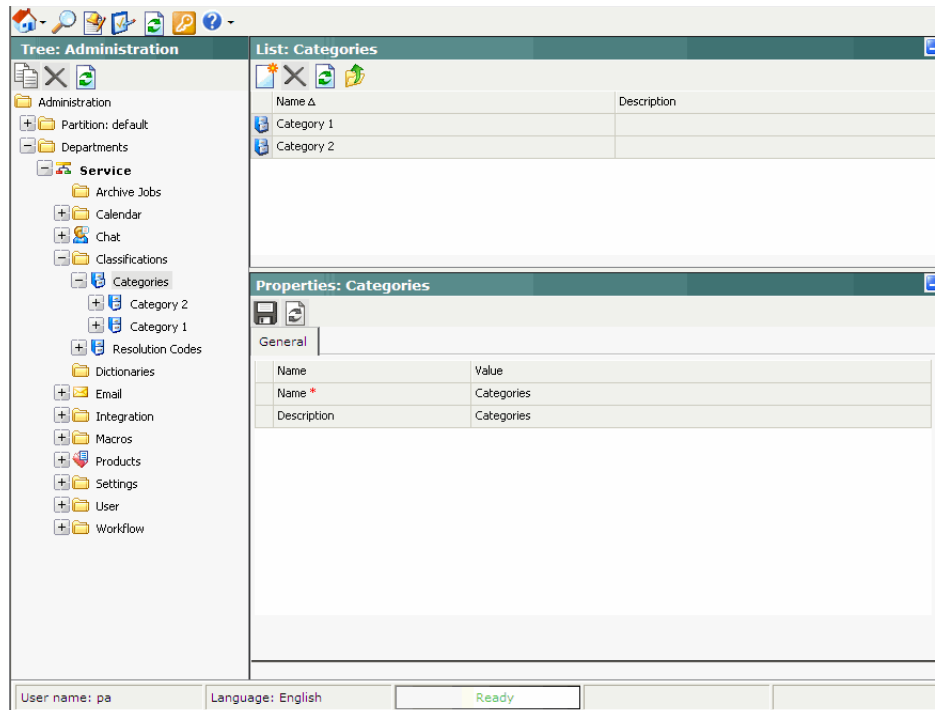 Tree: Administration
Administration
Partition: default
Departments
Service
Archive Jobs
Calendar
Chat
Classifications
Categories
Category 2
Category 1
Resolution Codes
Dictionaries
Email
Integration
Macros
Products
Settings
User
Workflow
List: Categories
Name Description
Category 1
Category 2
Properties: Categories
General
Name Value
Name * Categories
Description Categories
User name: pa Language: English Ready